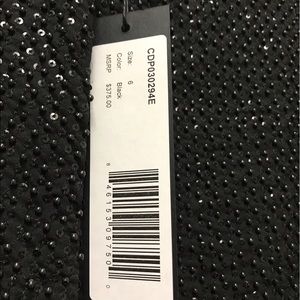 CDP030294E
Size: 6
Color: Black
MSRP $375.00
8 46153 09750 0